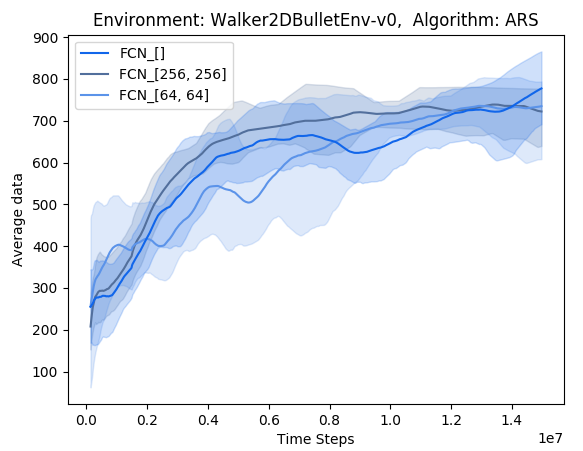 Environment: Walker2DBulletEnv-v0,  Algorithm: ARS
FCN_[]
FCN_[256, 256]
FCN_[64, 64]
Average data
900
800
700
600
500
400
300
200
100
0.0 0.2 0.4 0.6 0.8 1.0 1.2 1.4
1e7
Time Steps